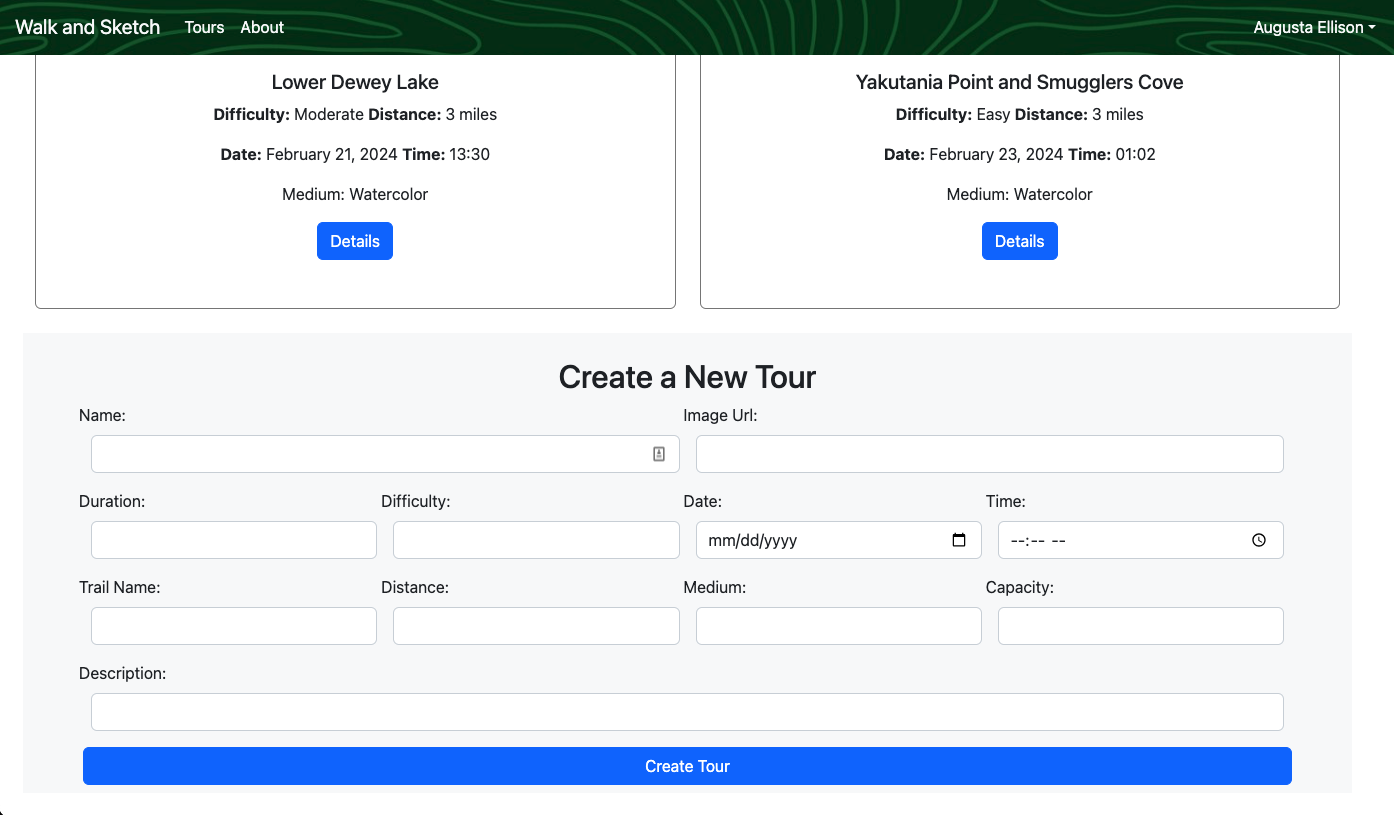 Walk and Sketch Tours About Augusta Ellison
Lower Dewey Lake
Difficulty: Moderate Distance: 3 miles
Date: February 21, 2024 Time: 13:30
Medium: Watercolor
Details
Yakutania Point and Smugglers Cove
Difficulty: Easy Distance: 3 miles
Date: February 23, 2024 Time: 01:02
Medium: Watercolor
Details
Create a New Tour
Name: Image Url:
Duration: Difficulty: Date: Time:
mm/dd/yyyy --:-- --
Trail Name: Distance: Medium: Capacity:
Description:
Create Tour